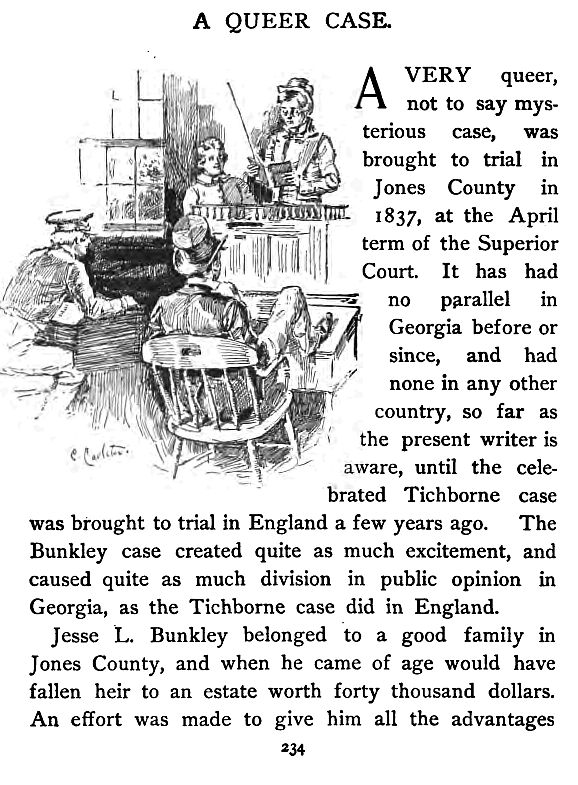 A QUEER CASE.
A VERY queer,
not to say mys-
terious case, was
brought to trial in
Jones County in
1837, at the April
term of the Superior
Court. It has had
no parallel in
Georgia before or
since, and had
none in any other
country, so far as
the present writer is
aware, until the cele-
brated Tichborne case
was brought to trial in England a few years ago. The
Bunkley case created quite as much excitement, and
caused quite as much division in public opinion in
Georgia, as the Tichborne case did in England.
Jesse L. Bunkley belonged to a good family in
Jones County, and when he came of age would have
fallen heir to an estate worth forty thousand dollars.
An effort was made to give him all the advantages
234